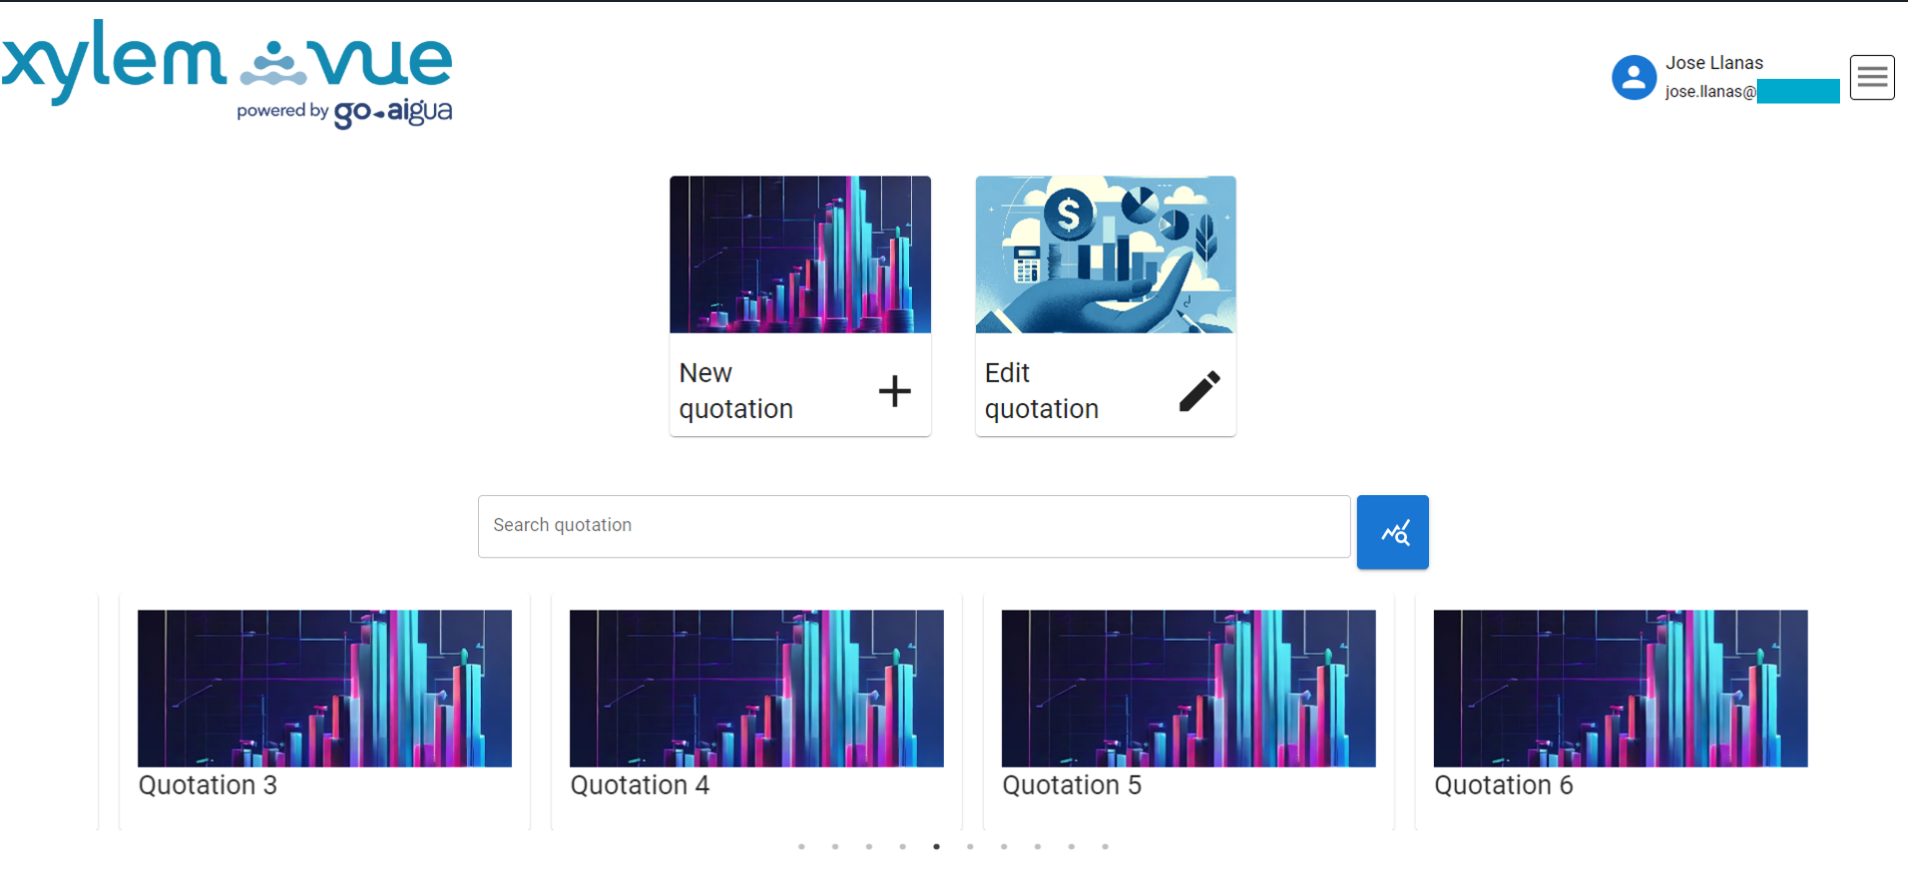 xylem vue
powered by go-aigua
Jose Llanas
jose.llanas@
New
quotation
Edit
quotation
$
Search quotation
Quotation 3
Quotation 4
Quotation 5
Quotation 6